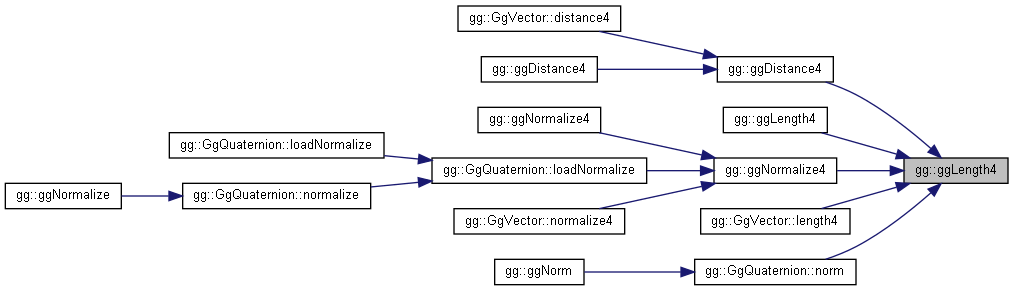 gg::GgVector::distance4
gg::ggDistance4
gg::ggDistance4
gg::ggNormalize4
gg::ggLength4
gg::GgQuaternion::loadNormalize
gg::GgQuaternion::loadNormalize
gg::ggNormalize4
gg::ggLength4
gg::ggNormalize
gg::GgQuaternion::normalize
gg::GgVector::normalize4
gg::GgVector::length4
gg::ggNorm
gg::GgQuaternion::norm